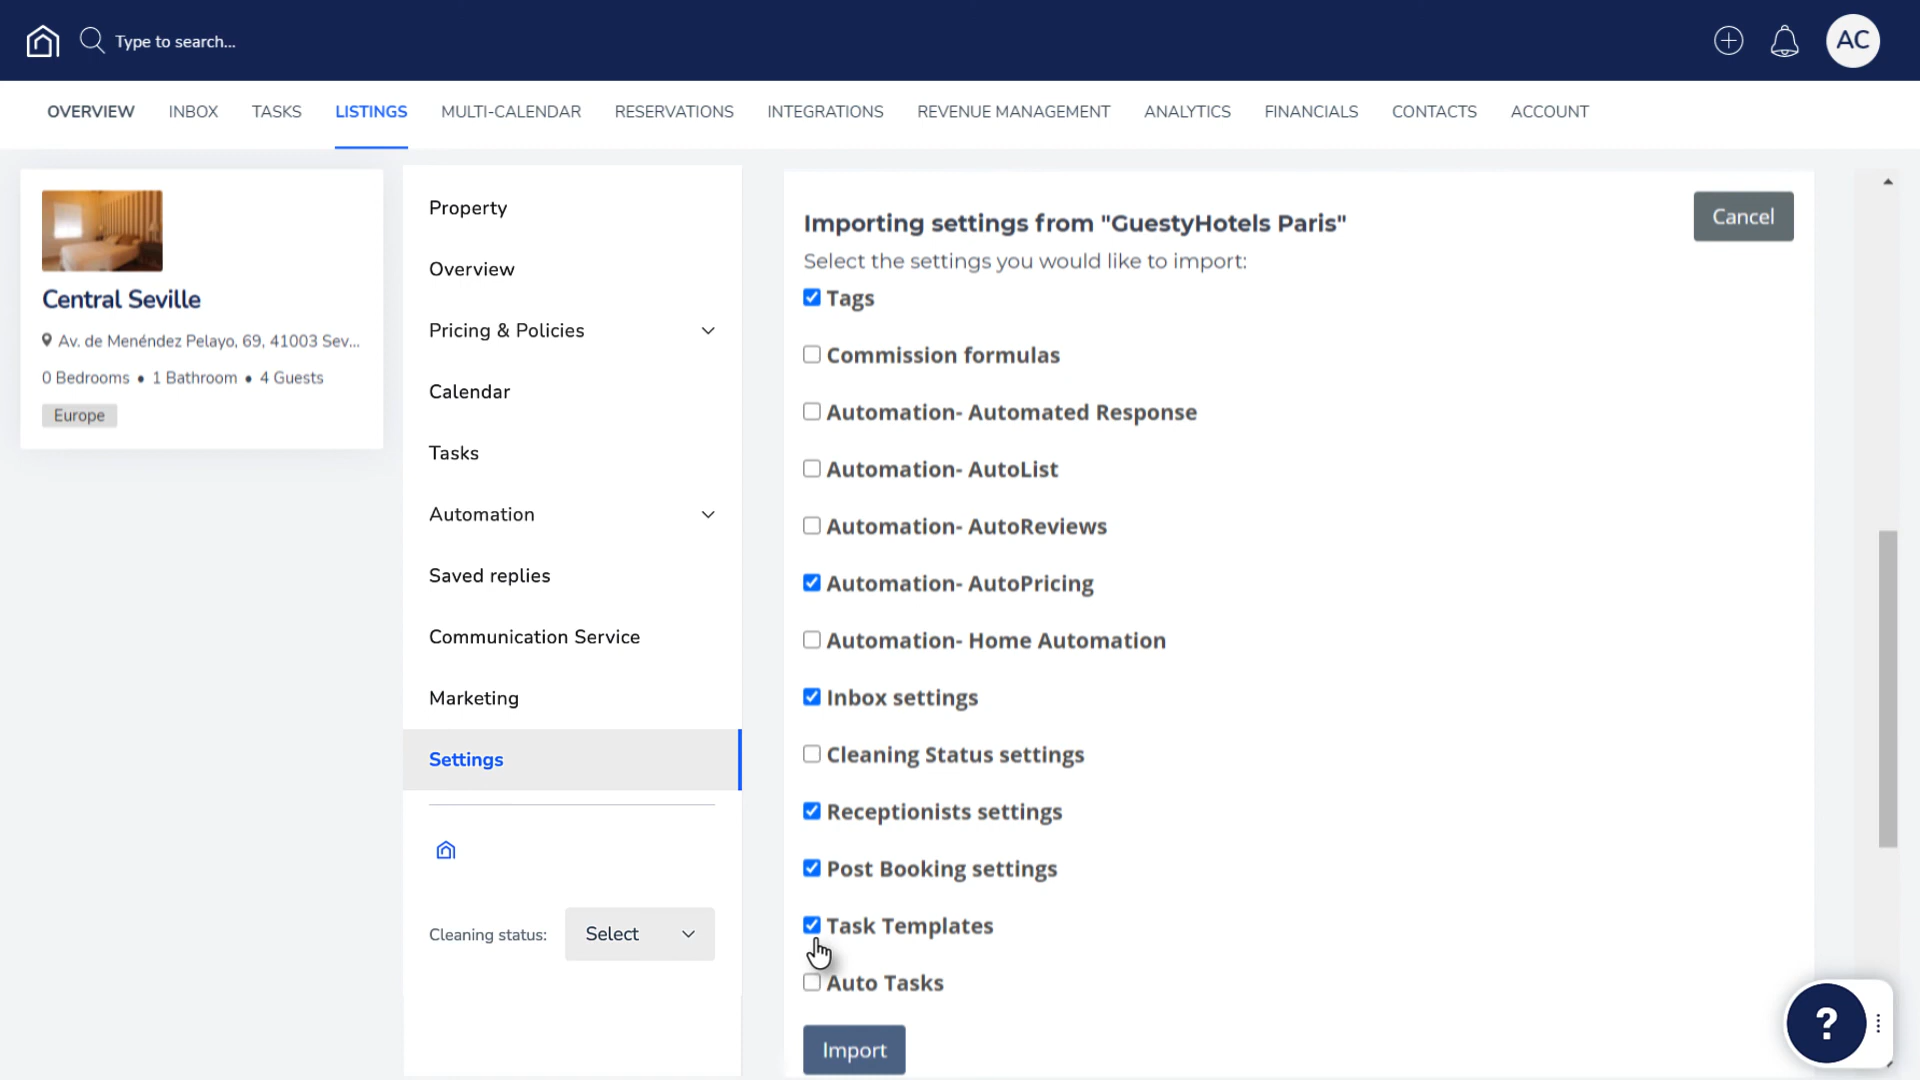 Type to search...
AC
OVERVIEW INBOX TASKS LISTINGS MULTI-CALENDAR RESERVATIONS INTEGRATIONS REVENUE MANAGEMENT ANALYTICS FINANCIALS CONTACTS ACCOUNT
Central Seville
Av. de Menéndez Pelayo, 69, 41003 Sev...
0 Bedrooms • 1 Bathroom • 4 Guests
Europe
Property
Overview
Pricing & Policies
Calendar
Tasks
Automation
Saved replies
Communication Service
Marketing
Settings
Cleaning status: Select
Importing settings from "GuestyHotels Paris"
Cancel
Select the settings you would like to import:
Tags
Commission formulas
Automation- Automated Response
Automation- AutoList
Automation- AutoReviews
Automation- AutoPricing
Automation- Home Automation
Inbox settings
Cleaning Status settings
Receptionists settings
Post Booking settings
Task Templates
Auto Tasks
Import
?